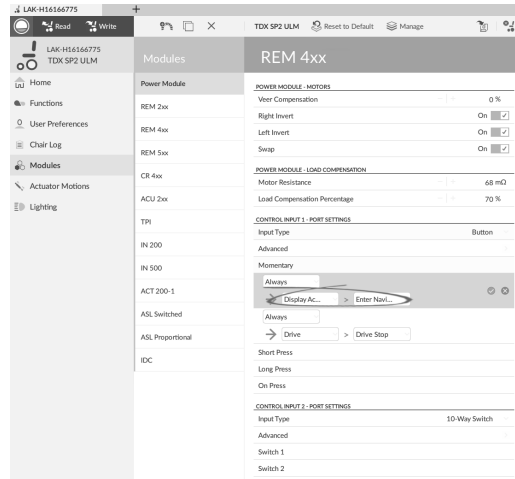 LAK-H16166775
+
Read
Write
TDX SP2 ULM
Reset to Default
Manage
LAK-H16166775
TDX SP2 ULM
Home
Functions
User Preferences
Chair Log
Modules
Actuator Motions
Lighting
Modules
Power Module
REM 2xx
REM 4xx
REM 5xx
CR 4xx
ACU 2xx
TPI
IN 200
IN 500
ACT 200-1
ASL Switched
ASL Proportional
IDC
REM 4xx
POWER MODULE - MOTORS
Veer Compensation - + 0 %
Right Invert On
Left Invert On
Swap On
POWER MODULE - LOAD COMPENSATION
Motor Resistance - + 68 mΩ
Load Compensation Percentage - + 70 %
CONTROL INPUT 1 - PORT SETTINGS
Input Type Button
Advanced
Momentary
Always
Display Ac... > Enter Navi...
Always
Drive > Drive Stop
Short Press
Long Press
On Press
CONTROL INPUT 2 - PORT SETTINGS
Input Type 10-Way Switch
Advanced
Switch 1
Switch 2